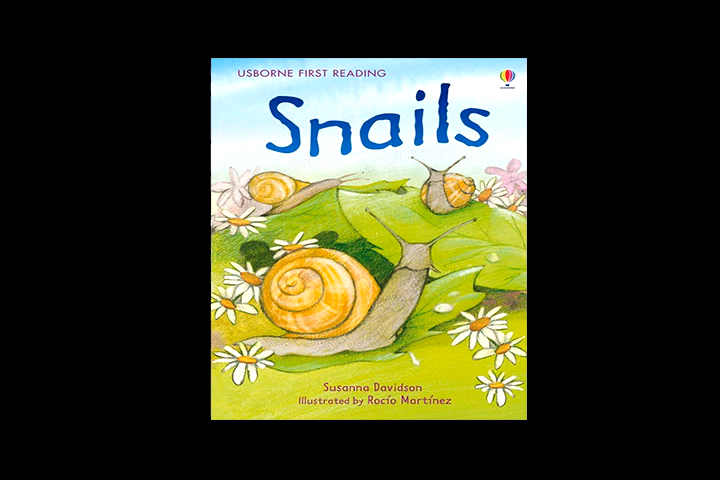 USBORNE FIRST READING
Snails
Susanna Davidson
Illustrated by Rocío Martínez